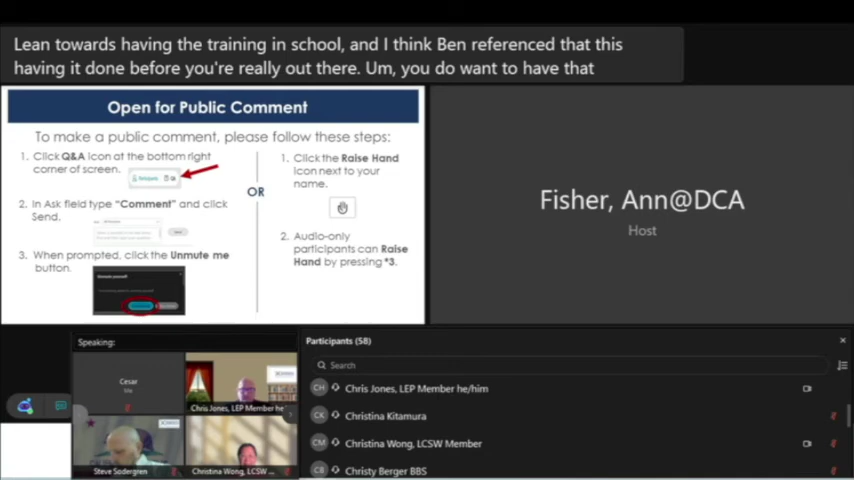 Lean towards having the training in school, and I think Ben referenced that this
having it done before you're really out there. Um, you do want to have that
Open for Public Comment
To make a public comment, please follow these steps:
1. Click Q&A icon at the bottom right
corner of screen.
2. In Ask field type "Comment" and click
Send.
3. When prompted, click the Unmute me
button.
OR
1. Click the Raise Hand
icon next to your
name.
2. Audio-only
participants can Raise
Hand by pressing *3.
Fisher, Ann@DCA
Host
Speaking:
Cesar
Chris Jones, LEP Member he
Steve Sodergren
Christina Wong, LCSW ...
Participants (58)
Search
CH Chris Jones, LEP Member he/him
CK Christina Kitamura
CM Christina Wong, LCSW Member
CB Christy Berger BBS